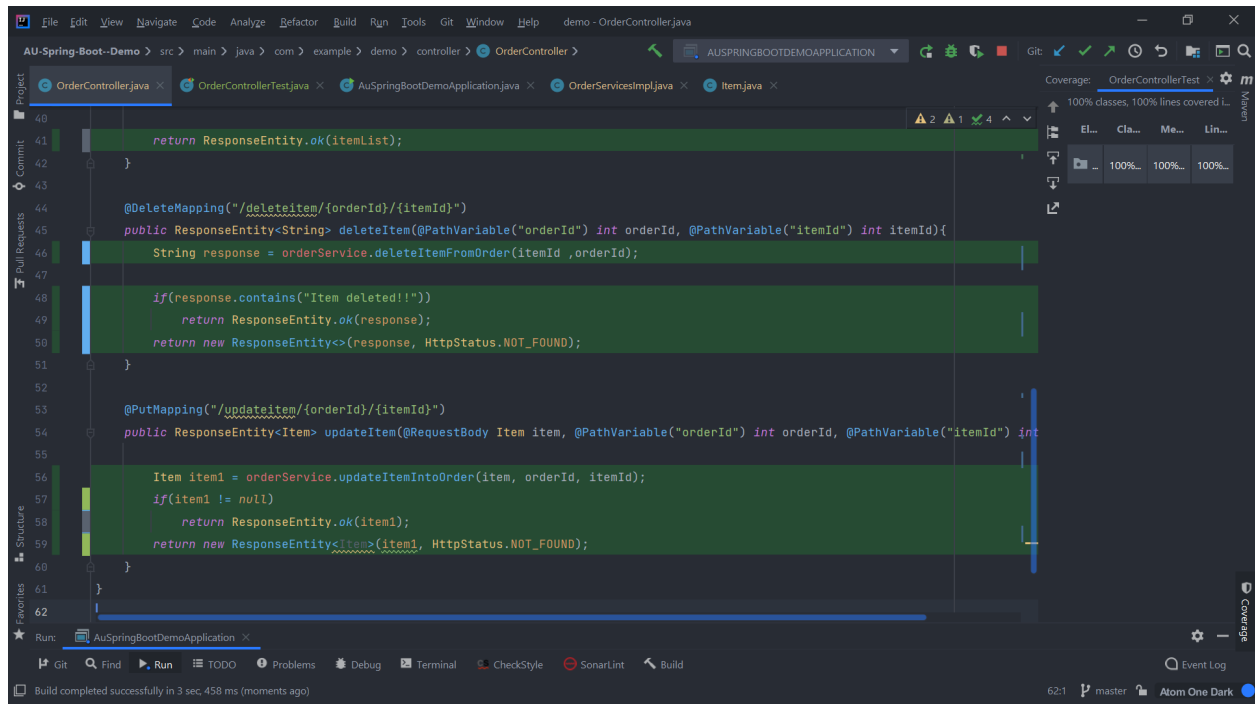 File Edit View Navigate Code Analyze Refactor Build Run Tools Git Window Help demo - OrderController.java
AU-Spring-Boot--Demo src main java com example demo controller OrderController AUSPRINGBOOTDEMOAPPLICATION Git:
Project
OrderController.java OrderControllerTest.java AuSpringBootDemoApplication.java OrderServicesImpl.java Item.java
Coverage: OrderControllerTest
Maven
100% classes, 100% lines covered i...
El... Cla... Me... Lin...
... 100%... 100%... 100%...
2 1 4
40
41 return ResponseEntity.ok(itemList);
42 }
43
44 @DeleteMapping("/deleteitem/{orderId}/{itemId}")
45 public ResponseEntity<String> deleteItem(@PathVariable("orderId") int orderId, @PathVariable("itemId") int itemId){
46 String response = orderService.deleteItemFromOrder(itemId ,orderId);
47
48 if(response.contains("Item deleted!!"))
49 return ResponseEntity.ok(response);
50 return new ResponseEntity<>(response, HttpStatus.NOT_FOUND);
51 }
52
53 @PutMapping("/updateitem/{orderId}/{itemId}")
54 public ResponseEntity<Item> updateItem(@RequestBody Item item, @PathVariable("orderId") int orderId, @PathVariable("itemId") int
55
56 Item item1 = orderService.updateItemIntoOrder(item, orderId, itemId);
57 if(item1 != null)
58 return ResponseEntity.ok(item1);
59 return new ResponseEntity<Item>(item1, HttpStatus.NOT_FOUND);
60 }
61 }
62
Commit
Pull Requests
Structure
Favorites
Coverage
Run: AuSpringBootDemoApplication
Git Find Run TODO Problems Debug Terminal CheckStyle SonarLint Build Event Log
Build completed successfully in 3 sec, 458 ms (moments ago) 62:1 master Atom One Dark